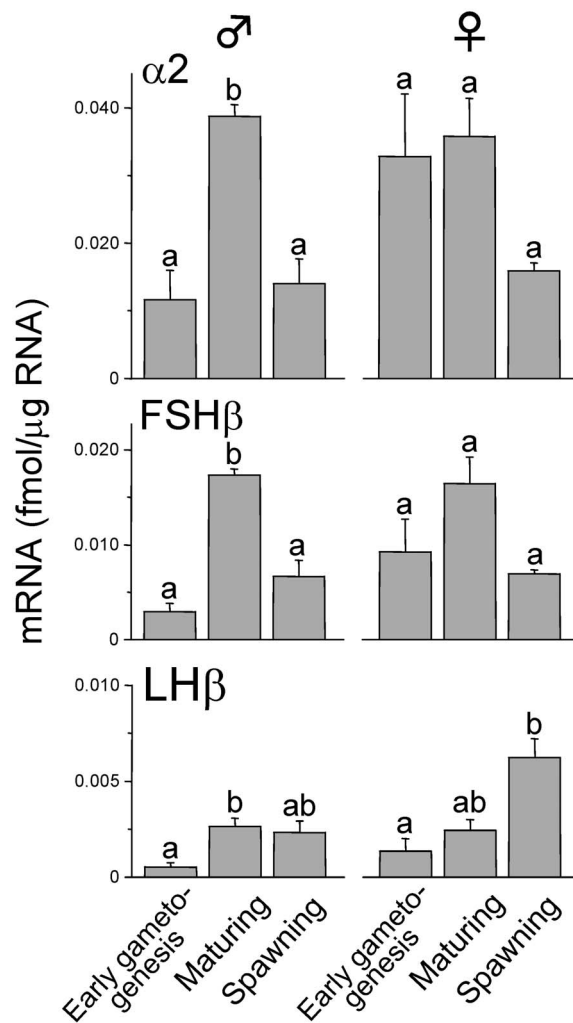 ♂ ♀
α2
mRNA (fmol/μg RNA)
0.040
0.020
0
a
b
a
a
a
a
FSHβ
0.020
0.010
0
a
b
a
a
a
a
LHβ
0.010
0.005
0
a
b
ab
a
ab
b
Early gameto-
genesis
Maturing
Spawning
Early gameto-
genesis
Maturing
Spawning